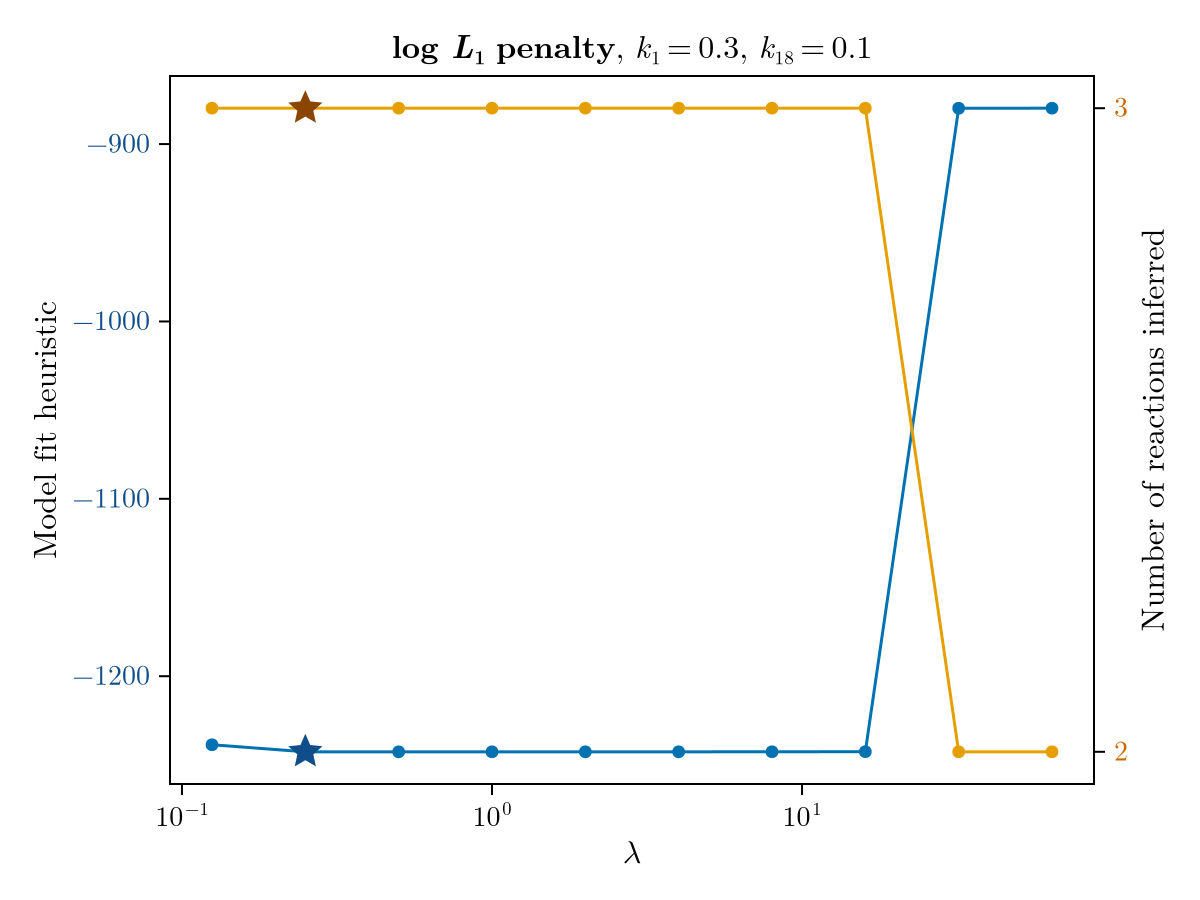 log L₁ penalty, k₁ = 0.3, k₁₈ = 0.1
Model fit heuristic
−900
−1000
−1100
−1200
3
2
Number of reactions inferred
10⁻¹
10⁰
10¹
λ